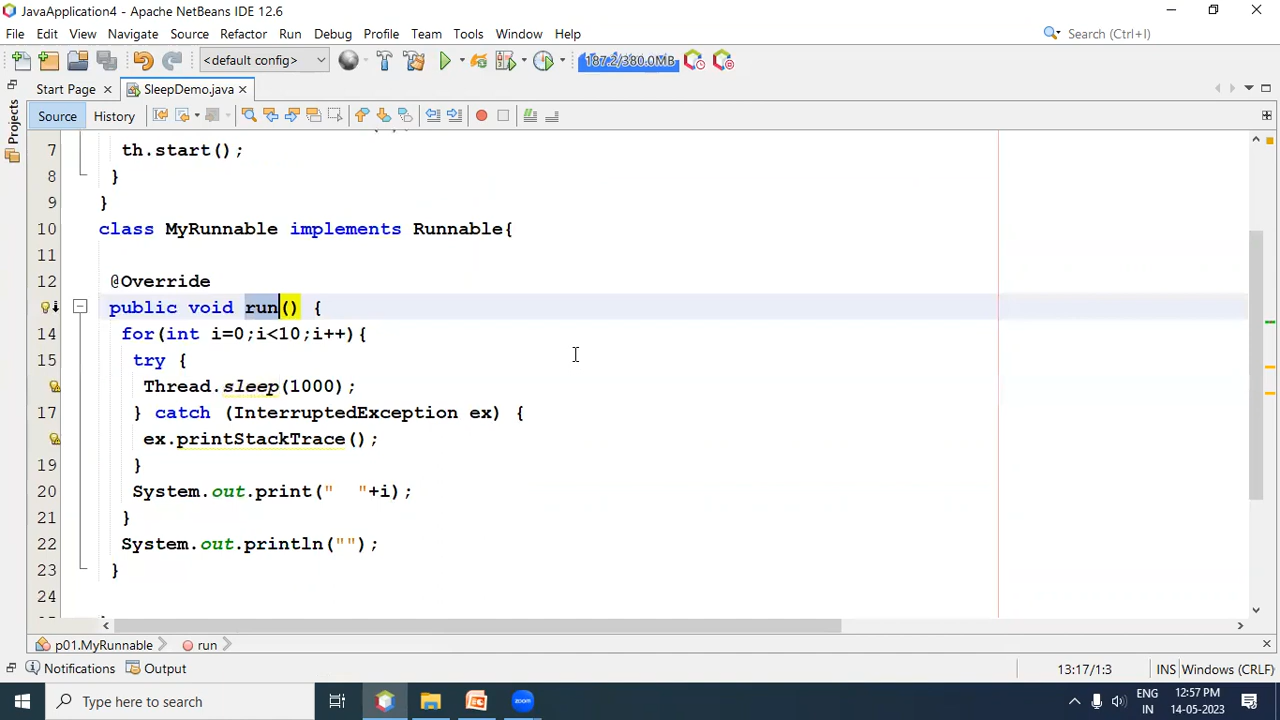 JavaApplication4 - Apache NetBeans IDE 12.6
File Edit View Navigate Source Refactor Run Debug Profile Team Tools Window Help
Search (Ctrl+I)
<default config>
187.2/380.0MB
Start Page
SleepDemo.java
Source History
Projects
7 th.start();
8 }
9 }
10 class MyRunnable implements Runnable{
11
12 @Override
public void run() {
14 for(int i=0;i<10;i++){
15 try {
Thread.sleep(1000);
17 } catch (InterruptedException ex) {
ex.printStackTrace();
19 }
20 System.out.print("  "+i);
21 }
22 System.out.println("");
23 }
24
p01.MyRunnable run
Notifications Output
13:17/1:3 INS Windows (CRLF)
Type here to search
zoom
ENG
IN
12:57 PM
14-05-2023